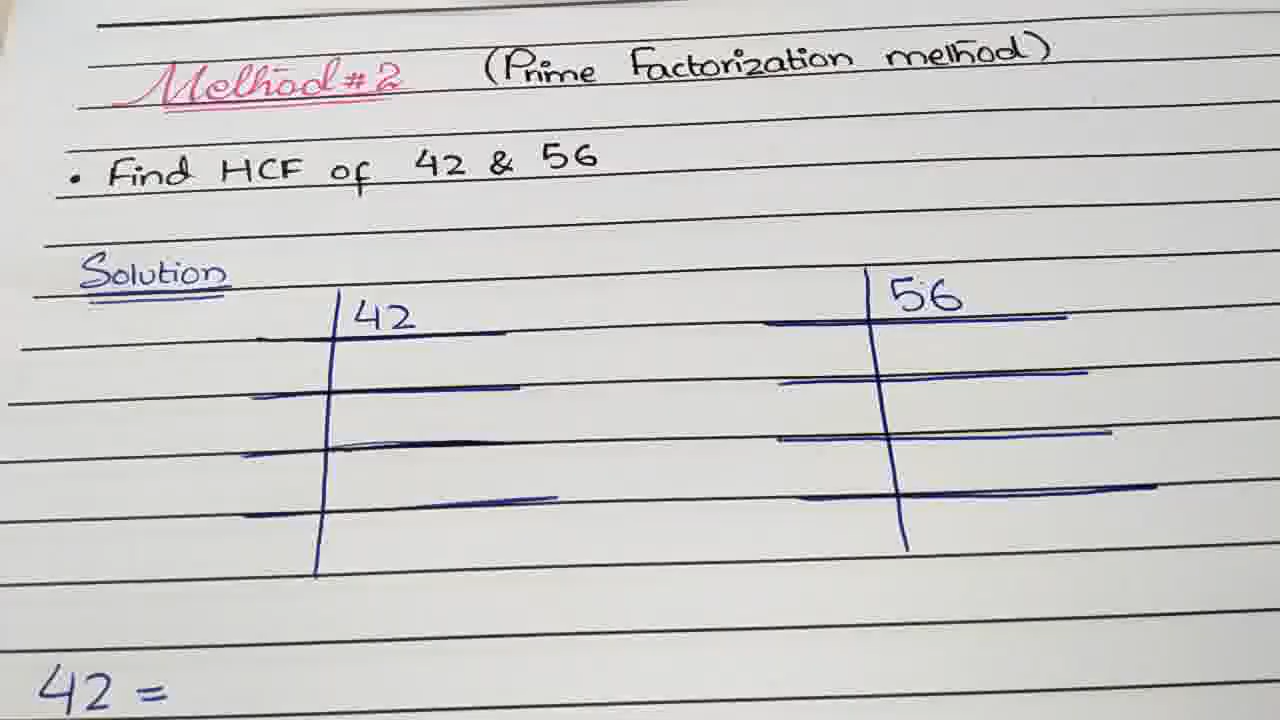 Method # 2 (Prime Factorization method)
• Find HCF of 42 & 56
Solution
42 56
42 =